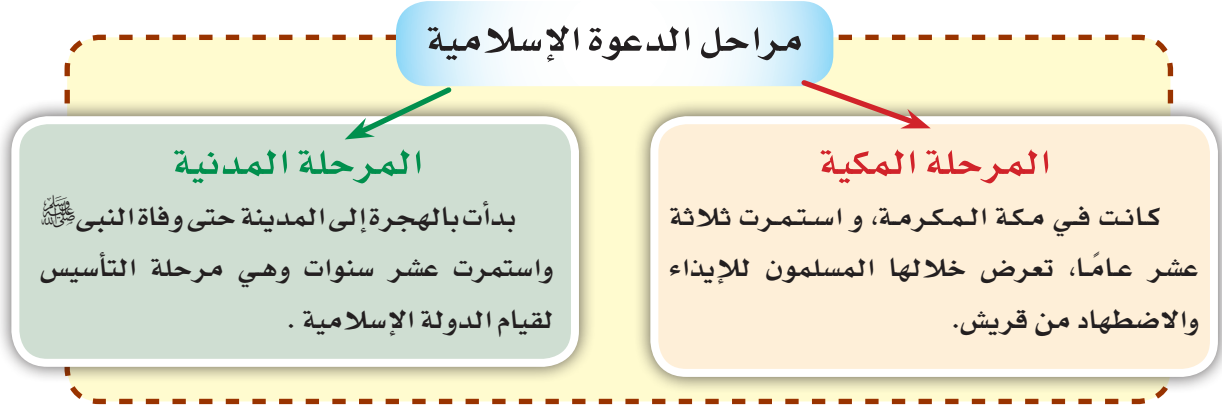 مراحل الدعوة الإسلامية
المرحلة المكية
كانت في مكة المكرمة، و استمرت ثلاثة
عشر عامًا، تعرض خلالها المسلمون للإيذاء
والاضطهاد من قريش.
المرحلة المدنية
بدأت بالهجرة إلى المدينة حتى وفاة النبى ﷺ
واستمرت عشر سنوات وهي مرحلة التأسيس
لقيام الدولة الإسلامية .